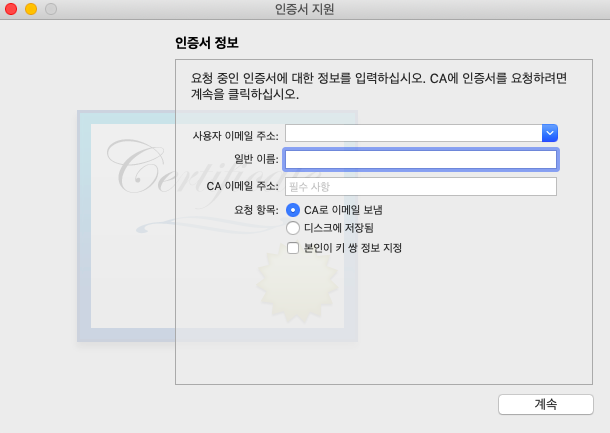 인증서 지원
인증서 정보
요청 중인 인증서에 대한 정보를 입력하십시오. CA에 인증서를 요청하려면
계속을 클릭하십시오.
사용자 이메일 주소:
일반 이름:
CA 이메일 주소: 필수 사항
요청 항목: CA로 이메일 보냄
디스크에 저장됨
본인이 키 쌍 정보 지정
Certificate
계속